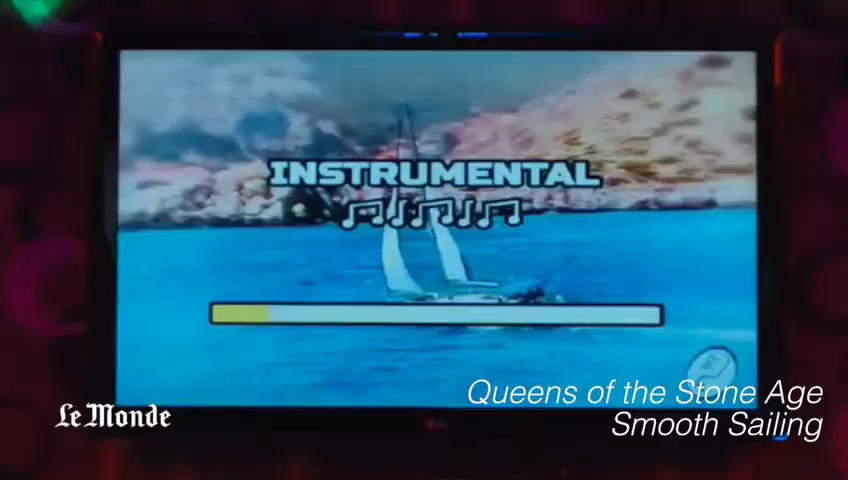 INSTRUMENTAL
Queens of the Stone Age
Le Monde
Smooth Sailing